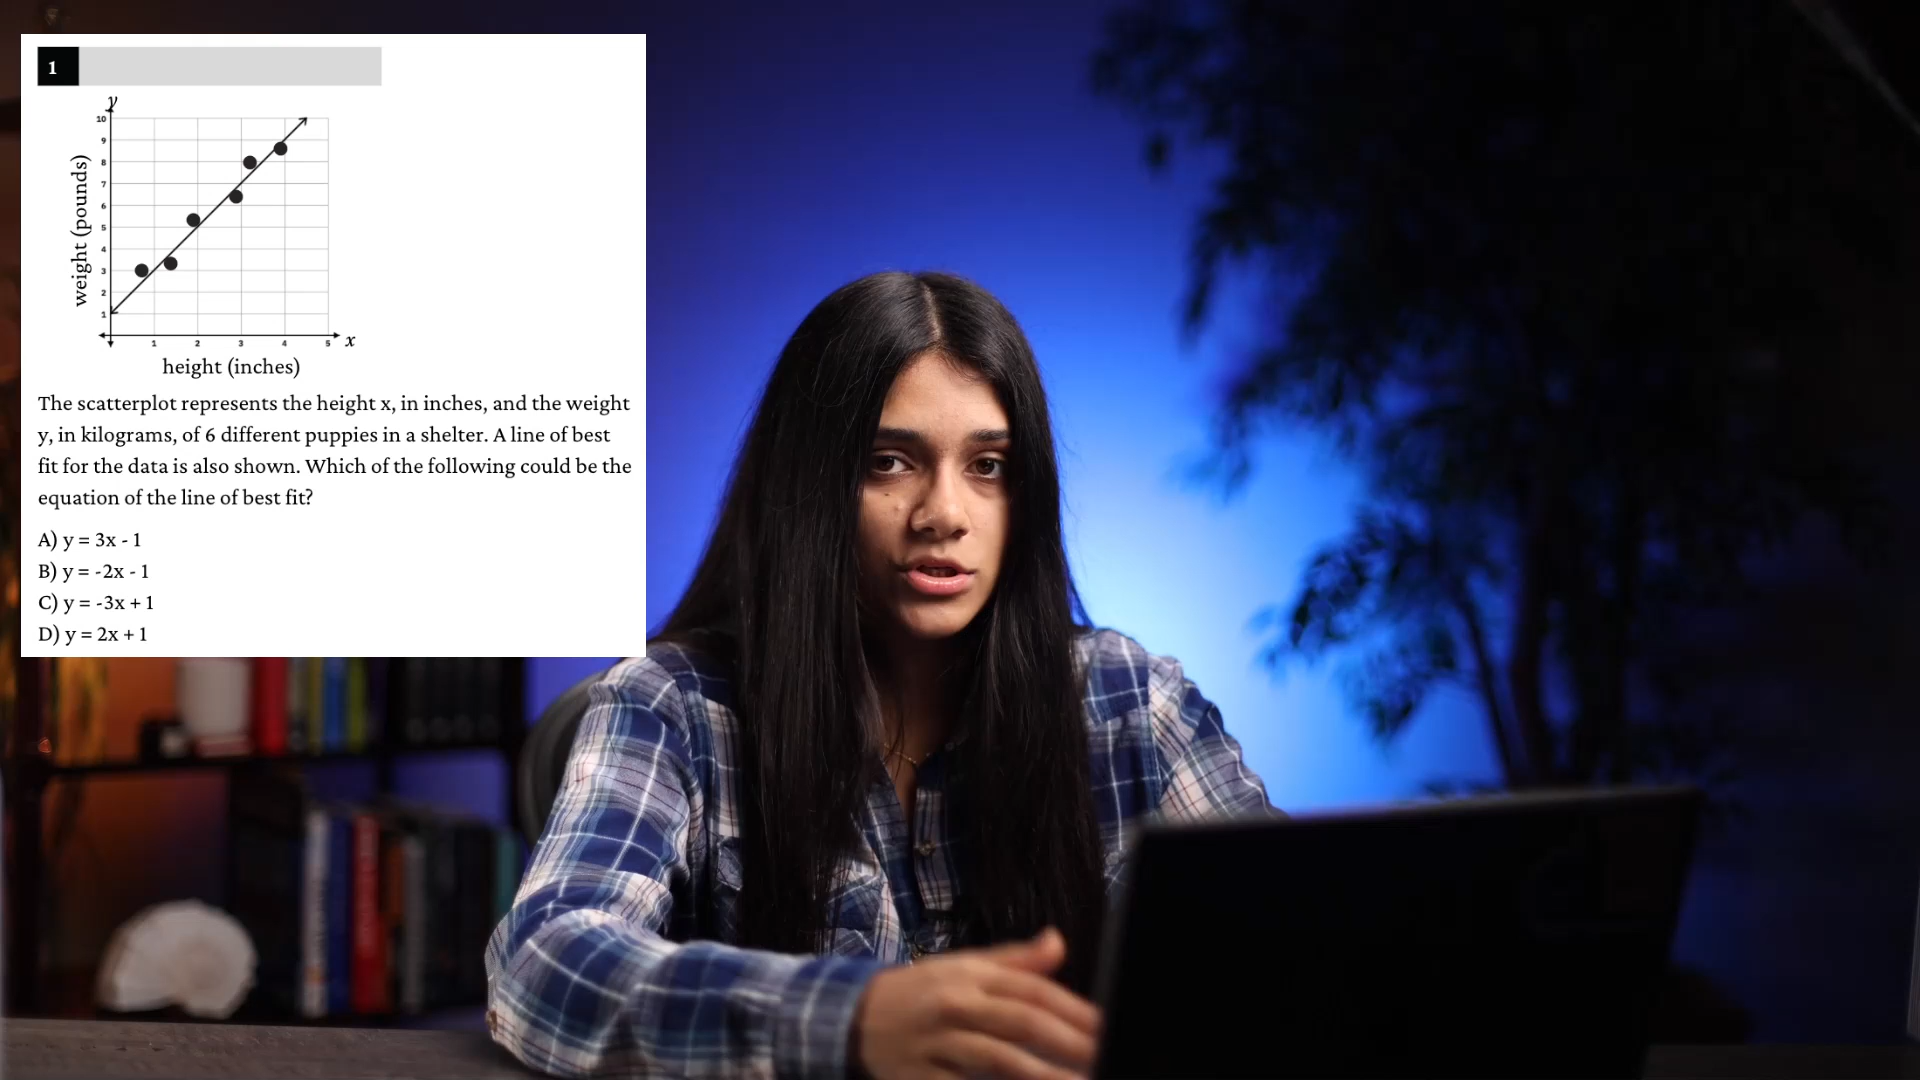 1
y
10
9
8
7
6
5
4
3
2
1
weight (pounds)
1 2 3 4 5 x
height (inches)
The scatterplot represents the height x, in inches, and the weight
y, in kilograms, of 6 different puppies in a shelter. A line of best
fit for the data is also shown. Which of the following could be the
equation of the line of best fit?
A) y = 3x - 1
B) y = -2x - 1
C) y = -3x + 1
D) y = 2x + 1